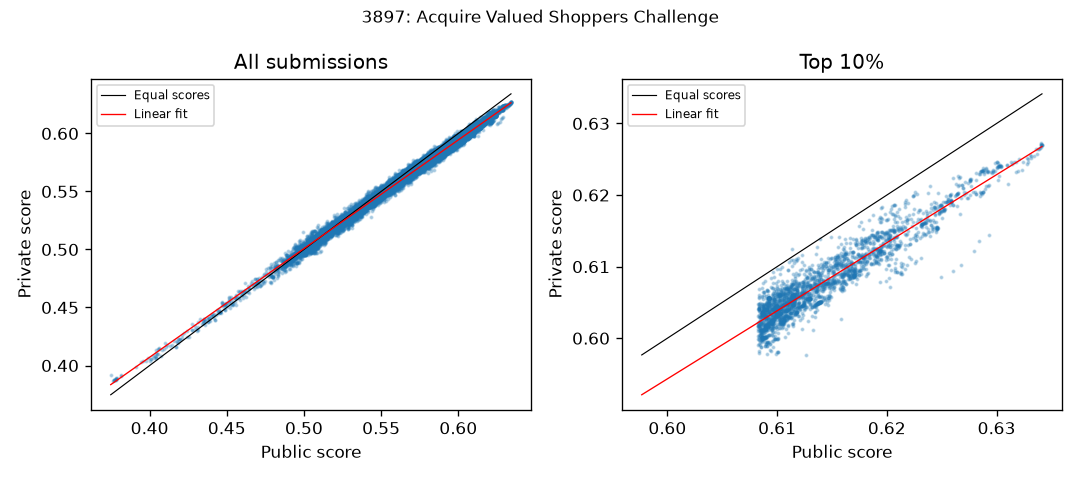 3897: Acquire Valued Shoppers Challenge
All submissions
Equal scores
Linear fit
0.60
0.55
0.50
0.45
0.40
Private score
0.40
0.45
0.50
0.55
0.60
Public score
Top 10%
Equal scores
Linear fit
0.63
0.62
0.61
0.60
Private score
0.60
0.61
0.62
0.63
Public score